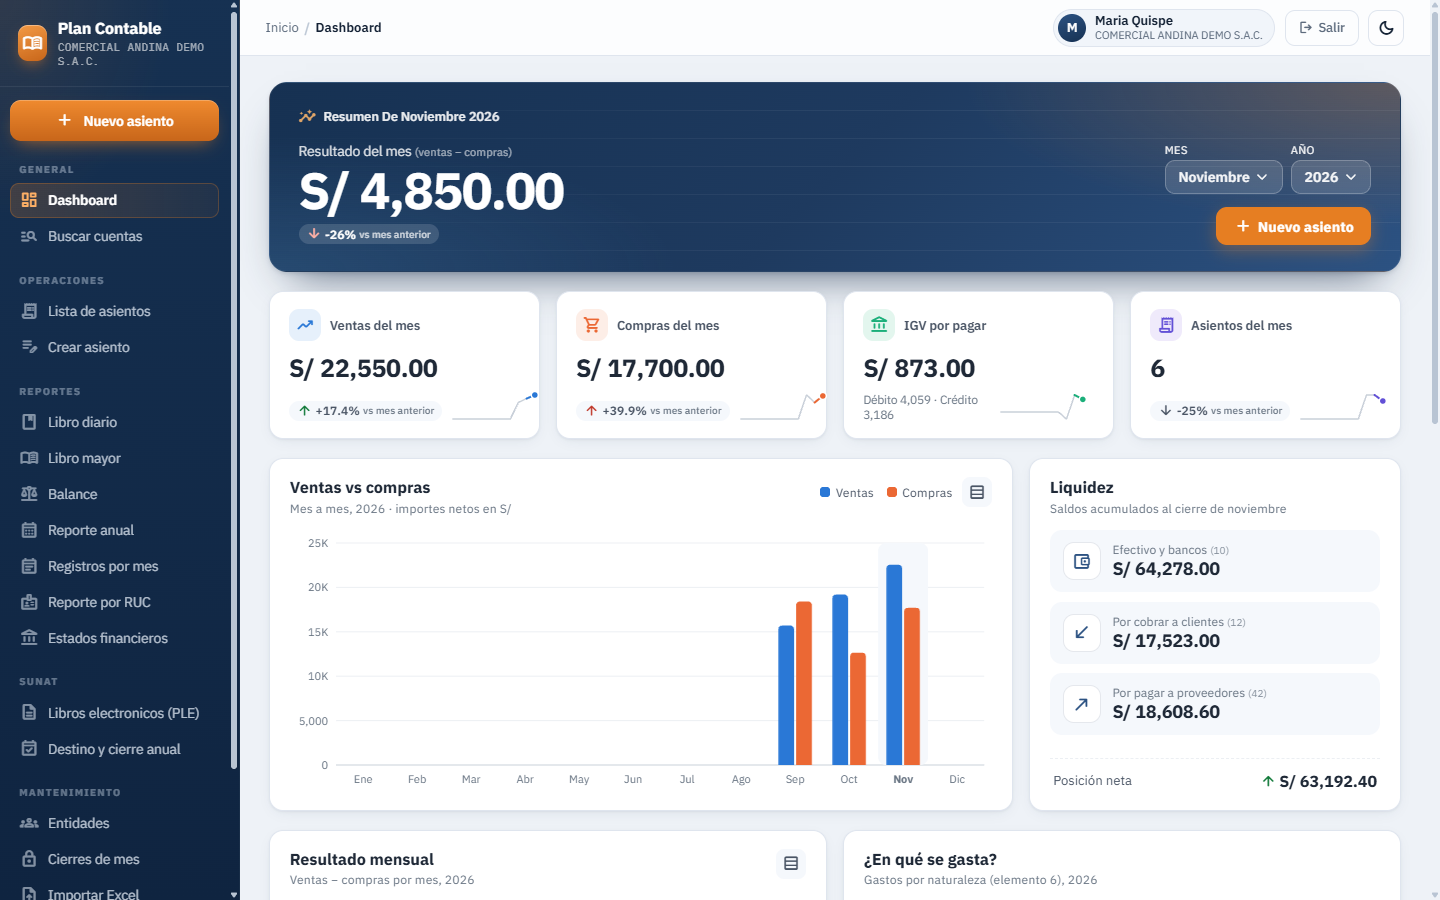 Plan Contable
COMERCIAL ANDINA DEMO
S.A.C.
Nuevo asiento
GENERAL
Dashboard
Buscar cuentas
OPERACIONES
Lista de asientos
Crear asiento
REPORTES
Libro diario
Libro mayor
Balance
Reporte anual
Registros por mes
Reporte por RUC
Estados financieros
SUNAT
Libros electronicos (PLE)
Destino y cierre anual
MANTENIMIENTO
Entidades
Cierres de mes
Importar Excel
Inicio / Dashboard
M
Maria Quispe
COMERCIAL ANDINA DEMO S.A.C.
Salir
Resumen De Noviembre 2026
Resultado del mes (ventas – compras)
S/ 4,850.00
-26% vs mes anterior
MES
AÑO
Noviembre
2026
Nuevo asiento
Ventas del mes
S/ 22,550.00
+17.4% vs mes anterior
Compras del mes
S/ 17,700.00
+39.9% vs mes anterior
IGV por pagar
S/ 873.00
Débito 4,059 · Crédito
3,186
Asientos del mes
6
-25% vs mes anterior
Ventas vs compras
Mes a mes, 2026 · importes netos en S/
Ventas
Compras
25K
20K
15K
10K
5,000
0
Ene Feb Mar Abr May Jun Jul Ago Sep Oct Nov Dic
Liquidez
Saldos acumulados al cierre de noviembre
Efectivo y bancos (10)
S/ 64,278.00
Por cobrar a clientes (12)
S/ 17,523.00
Por pagar a proveedores (42)
S/ 18,608.60
Posición neta
S/ 63,192.40
Resultado mensual
Ventas – compras por mes, 2026
¿En qué se gasta?
Gastos por naturaleza (elemento 6), 2026